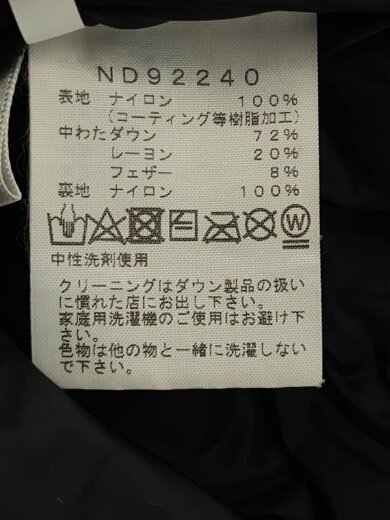 ND92240
表地 ナイロン 100%
(コーティング等樹脂加工)
中わたダウン 72%
レーヨン 20%
フェザー 8%
裏地 ナイロン 100%
W
中性洗剤使用
クリーニングはダウン製品の扱い
に慣れた店にお出し下さい。
家庭用洗濯機のご使用はお避け下
さい。
色物は他の物と一緒に洗濯しない
で下さい。